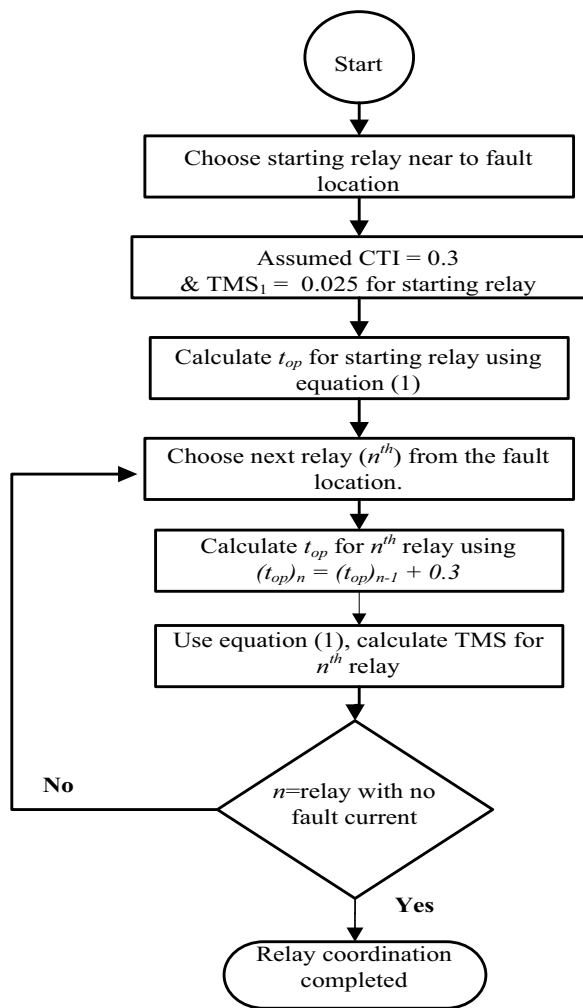 Start
Choose starting relay near to fault
location
Assumed CTI = 0.3
& TMS₁ = 0.025 for starting relay
Calculate t_op for starting relay using
equation (1)
Choose next relay (n^th) from the fault
location.
Calculate t_op for n^th relay using
(t_op)_n = (t_op)_n-1 + 0.3
Use equation (1), calculate TMS for
n^th relay
No
n=relay with no
fault current
Yes
Relay coordination
completed